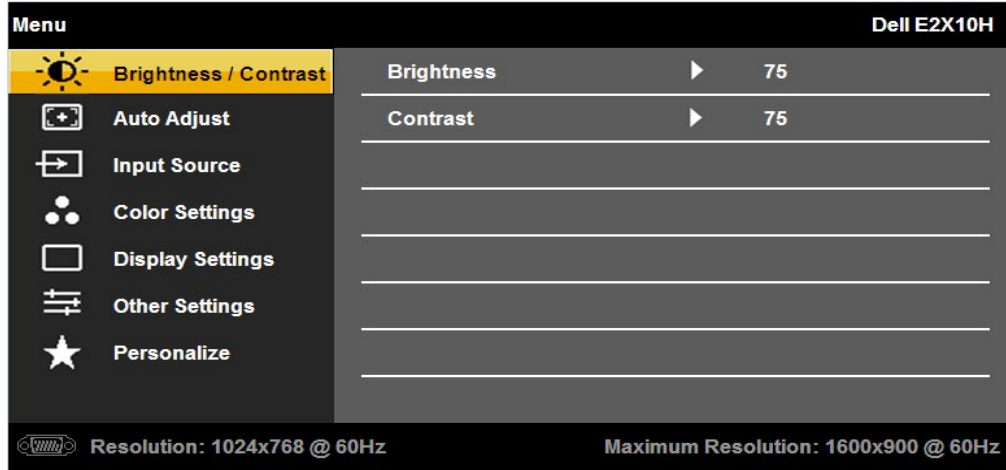 Menu Dell E2X10H
Brightness / Contrast Brightness 75
Auto Adjust Contrast 75
Input Source
Color Settings
Display Settings
Other Settings
Personalize
Resolution: 1024x768 @ 60Hz Maximum Resolution: 1600x900 @ 60Hz